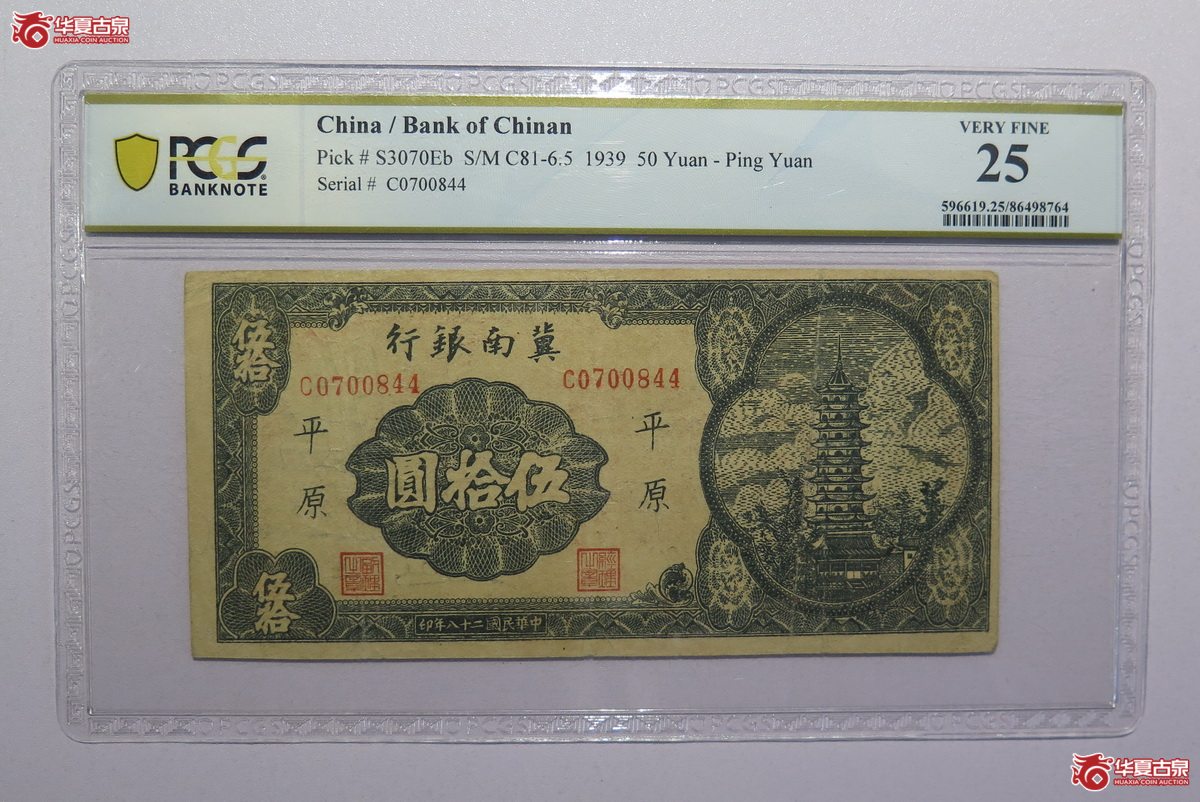 华夏古泉
HUAXIA COIN AUCTION
PCGS
BANKNOTE
China / Bank of Chinan
Pick # S3070Eb S/M C81-6.5 1939 50 Yuan - Ping Yuan
Serial # C0700844
VERY FINE
25
596619.25/86498764
行銀南冀
伍拾
C0700844
C0700844
平原
平原
圓拾伍
伍拾
印年八十二國民華中
华夏古泉
HUAXIA COIN AUCTION